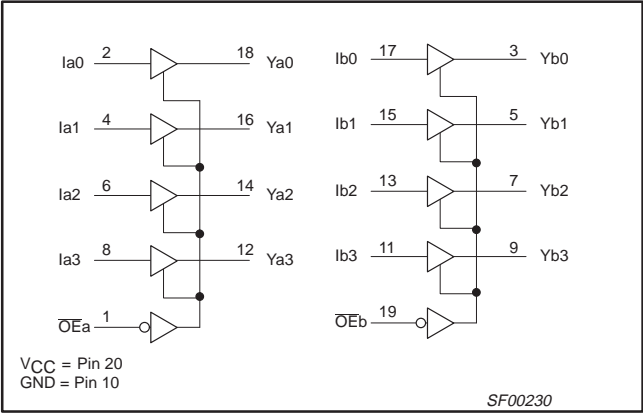 Ia0 2 18 Ya0
Ia1 4 16 Ya1
Ia2 6 14 Ya2
Ia3 8 12 Ya3
O̅E̅a 1
Ib0 17 3 Yb0
Ib1 15 5 Yb1
Ib2 13 7 Yb2
Ib3 11 9 Yb3
O̅E̅b 19
VCC = Pin 20
GND = Pin 10
SF00230